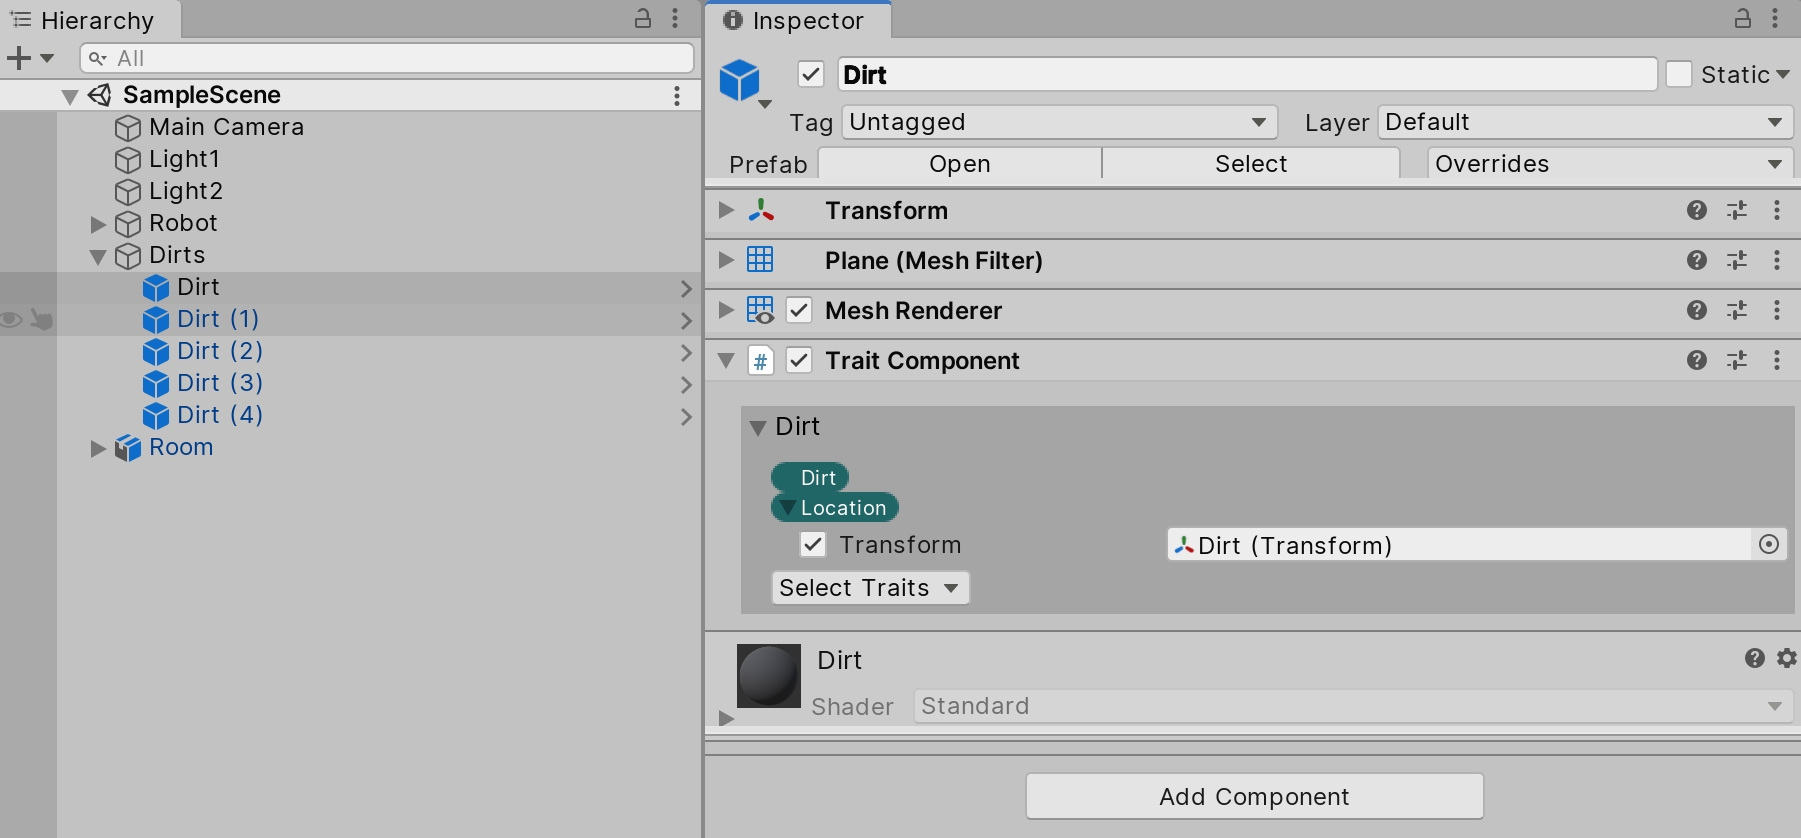 Hierarchy
All
SampleScene
Main Camera
Light1
Light2
Robot
Dirts
Dirt
Dirt (1)
Dirt (2)
Dirt (3)
Dirt (4)
Room
Inspector
Dirt
Static
Tag Untagged Layer Default
Prefab Open Select Overrides
Transform
Plane (Mesh Filter)
Mesh Renderer
# Trait Component
Dirt
Dirt
Location
Transform Dirt (Transform)
Select Traits
Dirt
Shader Standard
Add Component